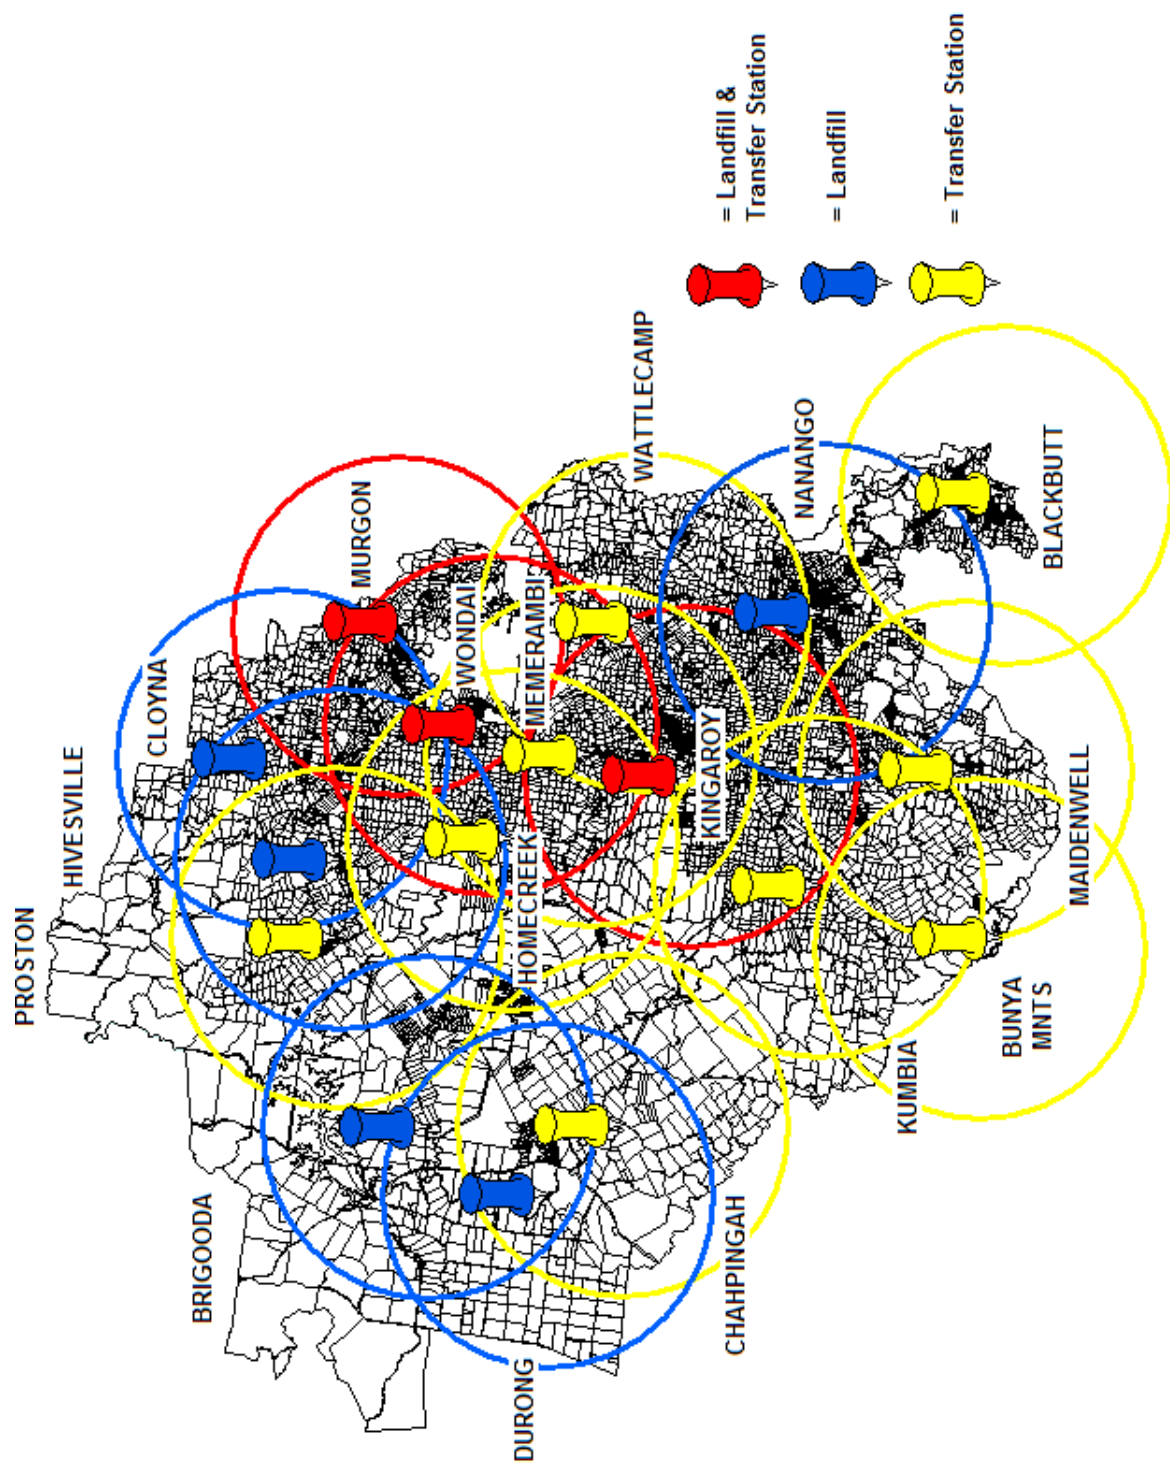 PROSTON
HIVESVILLE
CLOYNA
BRIGOODA
MURGON
WONDAI
DURONG
HOMECREEK
MEMERAMBI
WATTLECAMP
KINGAROY
CHAHPINGAH
NANANGO
KUMBIA
BUNYA
MNTS
BLACKBUTT
MAIDENWELL
= Landfill &
Transfer Station
= Landfill
= Transfer Station